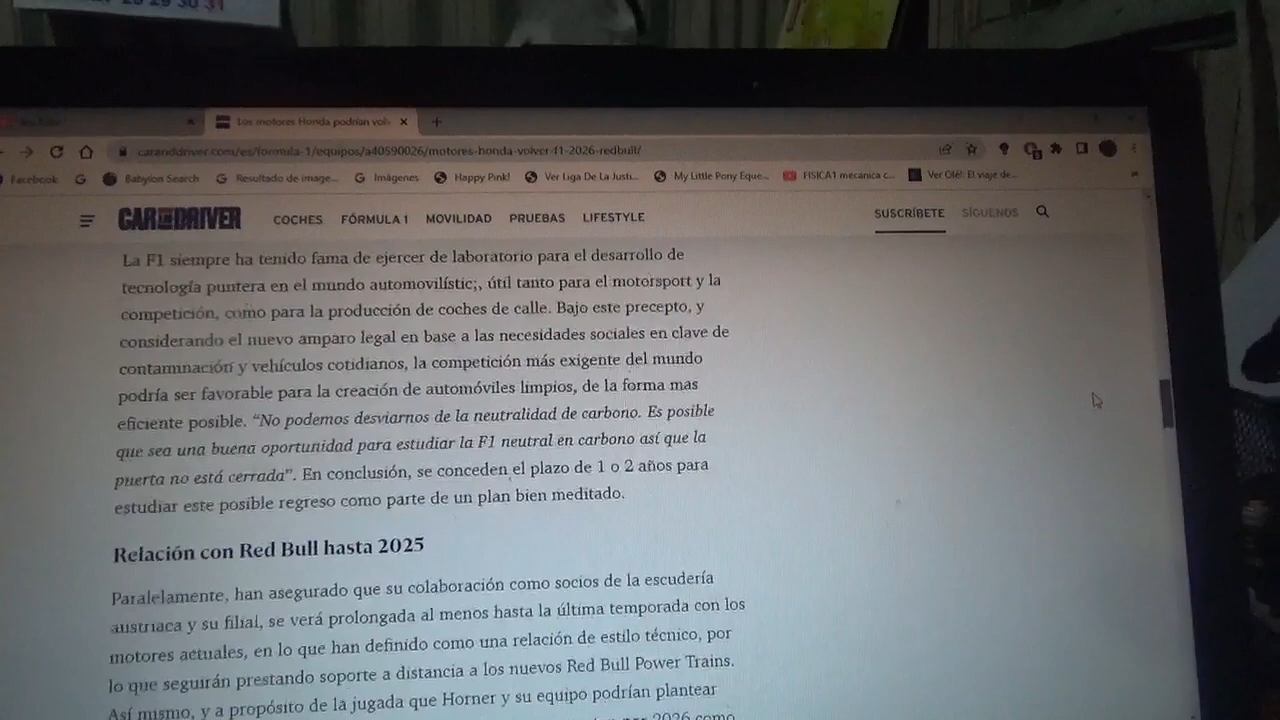 28 29 30 31
YouTube
Los motores Honda podrían volv
caranddriver.com/es/formula-1/equipos/a40590026/motores-honda-volver-f1-2026-redbull/
Facebook
Babylon Search
Resultado de image...
Imágenes
Happy Pink!
Ver Liga De La Justi...
My Little Pony Eque...
FISICA1 mecanica c...
Ver Olé!: El viaje de...
CAR AND DRIVER
COCHES
FÓRMULA 1
MOVILIDAD
PRUEBAS
LIFESTYLE
SUSCRÍBETE
SÍGUENOS
La F1 siempre ha tenido fama de ejercer de laboratorio para el desarrollo de
tecnología puntera en el mundo automovilístic;, útil tanto para el motorsport y la
competición, como para la producción de coches de calle. Bajo este precepto, y
considerando el nuevo amparo legal en base a las necesidades sociales en clave de
contaminación y vehículos cotidianos, la competición más exigente del mundo
podría ser favorable para la creación de automóviles limpios, de la forma mas
eficiente posible. “No podemos desviarnos de la neutralidad de carbono. Es posible
que sea una buena oportunidad para estudiar la F1 neutral en carbono así que la
puerta no está cerrada”. En conclusión, se conceden el plazo de 1 o 2 años para
estudiar este posible regreso como parte de un plan bien meditado.
Relación con Red Bull hasta 2025
Paralelamente, han asegurado que su colaboración como socios de la escudería
austriaca y su filial, se verá prolongada al menos hasta la última temporada con los
motores actuales, en lo que han definido como una relación de estilo técnico, por
lo que seguirán prestando soporte a distancia a los nuevos Red Bull Power Trains.
Así mismo, y a propósito de la jugada que Horner y su equipo podrían plantear
2026 como